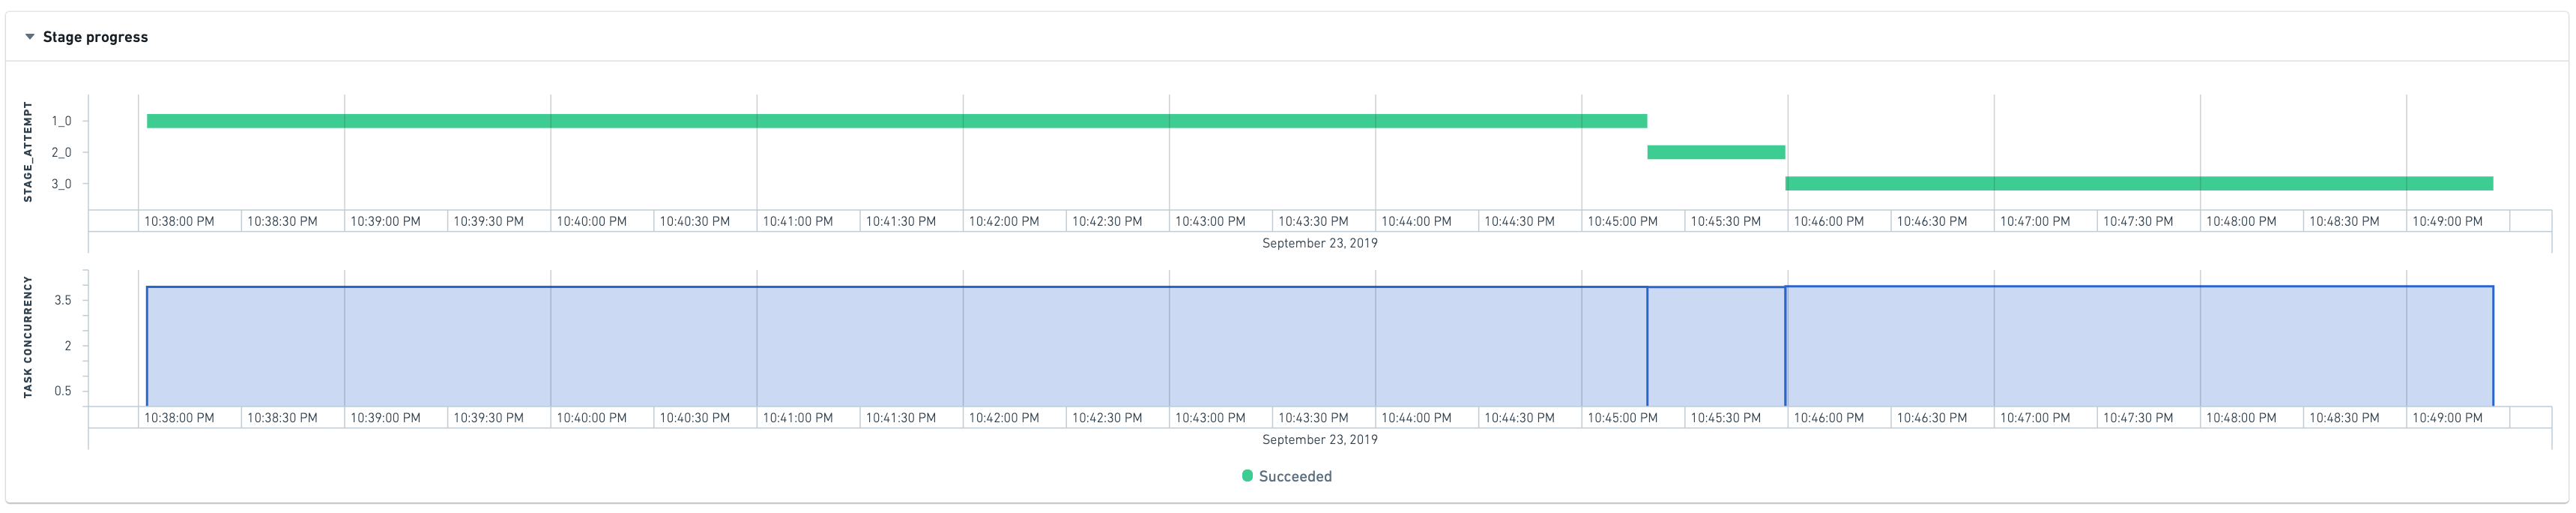 Stage progress
STAGE_ATTEMPT
1_0
2_0
3_0
10:38:00 PM 10:38:30 PM 10:39:00 PM 10:39:30 PM 10:40:00 PM 10:40:30 PM 10:41:00 PM 10:41:30 PM 10:42:00 PM 10:42:30 PM 10:43:00 PM 10:43:30 PM 10:44:00 PM 10:44:30 PM 10:45:00 PM 10:45:30 PM 10:46:00 PM 10:46:30 PM 10:47:00 PM 10:47:30 PM 10:48:00 PM 10:48:30 PM 10:49:00 PM
September 23, 2019
TASK CONCURRENCY
3.5
2
0.5
10:38:00 PM 10:38:30 PM 10:39:00 PM 10:39:30 PM 10:40:00 PM 10:40:30 PM 10:41:00 PM 10:41:30 PM 10:42:00 PM 10:42:30 PM 10:43:00 PM 10:43:30 PM 10:44:00 PM 10:44:30 PM 10:45:00 PM 10:45:30 PM 10:46:00 PM 10:46:30 PM 10:47:00 PM 10:47:30 PM 10:48:00 PM 10:48:30 PM 10:49:00 PM
September 23, 2019
Succeeded